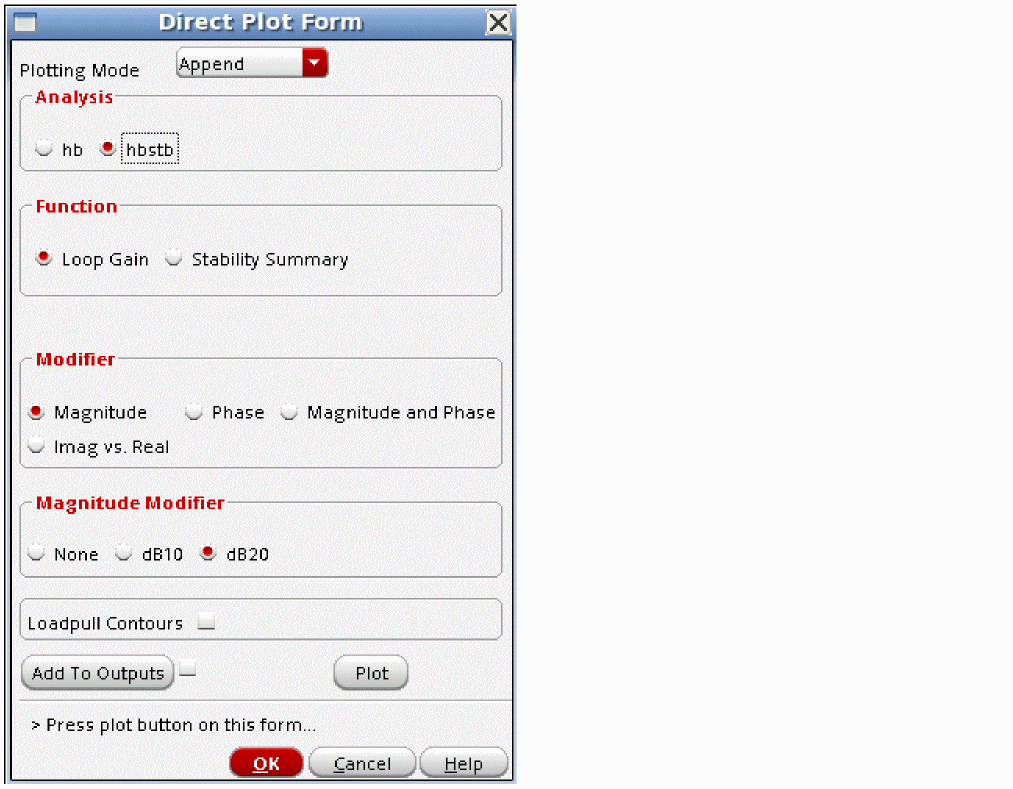 Direct Plot Form
Plotting Mode Append
Analysis
hb hbstb
Function
Loop Gain Stability Summary
Modifier
Magnitude Phase Magnitude and Phase
Imag vs. Real
Magnitude Modifier
None dB10 dB20
Loadpull Contours
Add To Outputs Plot
> Press plot button on this form...
OK Cancel Help